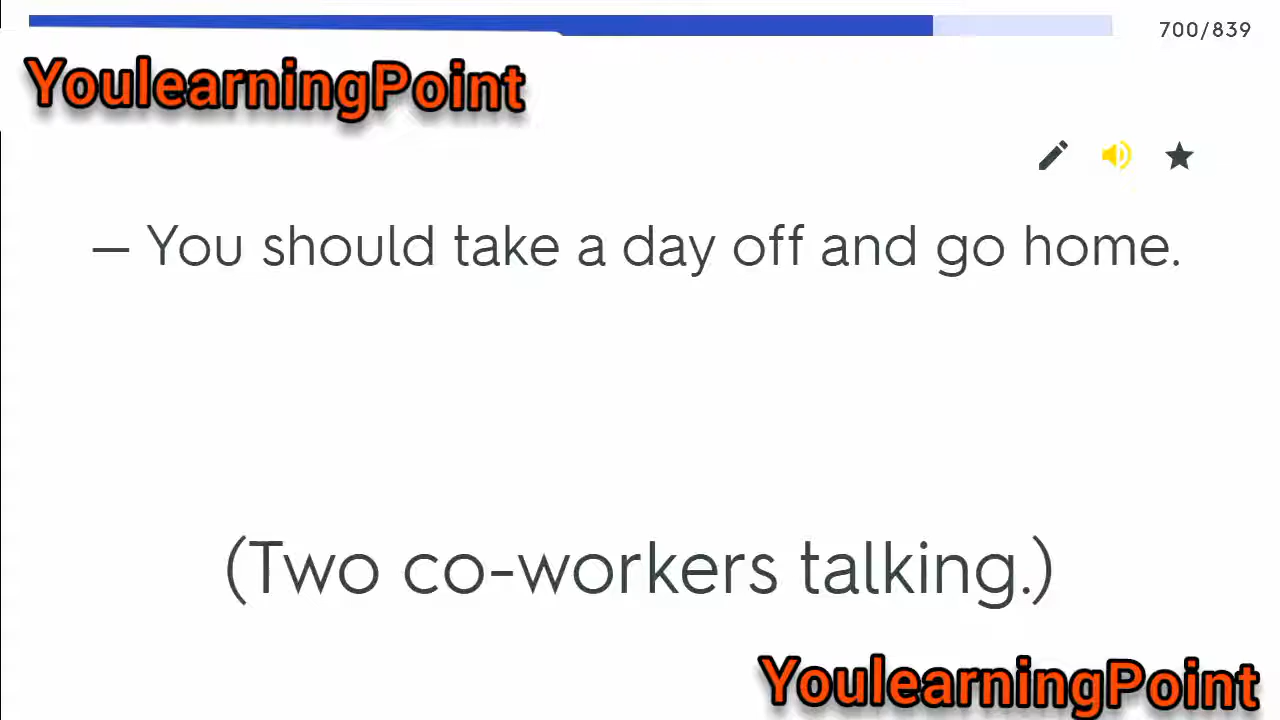 700/839
YoulearningPoint
— You should take a day off and go home.
(Two co-workers talking.)
YoulearningPoint